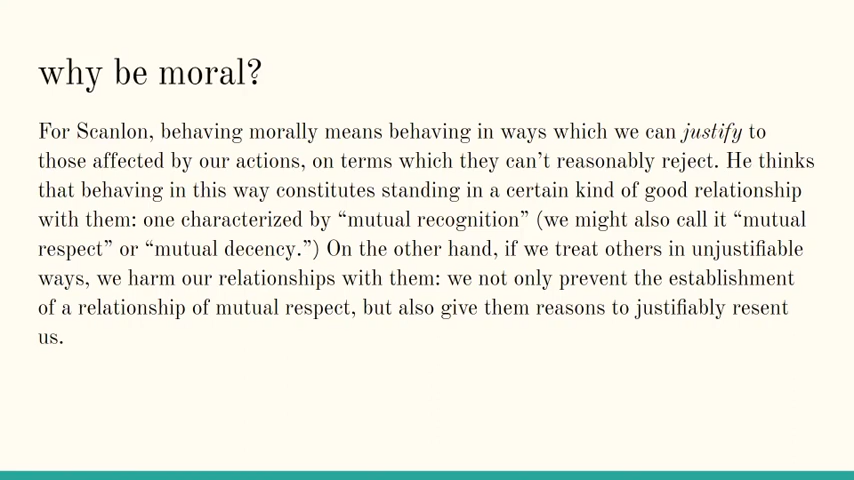 why be moral?
For Scanlon, behaving morally means behaving in ways which we can justify to
those affected by our actions, on terms which they can’t reasonably reject. He thinks
that behaving in this way constitutes standing in a certain kind of good relationship
with them: one characterized by “mutual recognition” (we might also call it “mutual
respect” or “mutual decency.”) On the other hand, if we treat others in unjustifiable
ways, we harm our relationships with them: we not only prevent the establishment
of a relationship of mutual respect, but also give them reasons to justifiably resent
us.